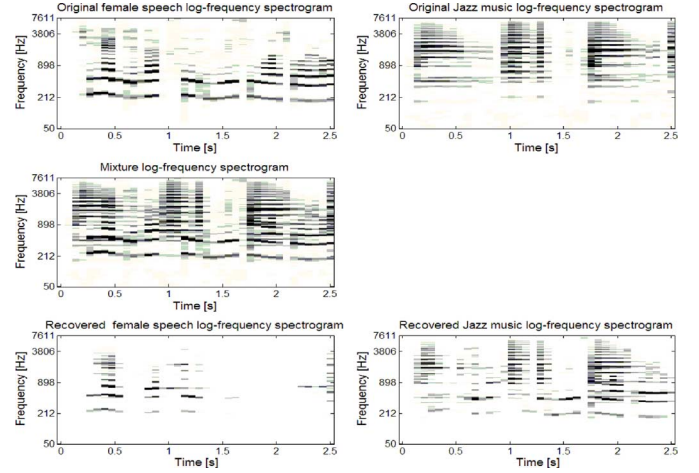 Original female speech log-frequency spectrogram
7611
3806
898
212
50
Frequency [Hz]
0 0.5 1 1.5 2 2.5
Time [s]
Original Jazz music log-frequency spectrogram
7611
3806
898
212
50
Frequency [Hz]
0 0.5 1 1.5 2 2.5
Time [s]
Mixture log-frequency spectrogram
7611
3806
898
212
50
Frequency [Hz]
0 0.5 1 1.5 2 2.5
Time [s]
Recovered female speech log-frequency spectrogram
7611
3806
898
212
50
Frequency [Hz]
0 0.5 1 1.5 2 2.5
Time [s]
Recovered Jazz music log-frequency spectrogram
7611
3806
898
212
50
Frequency [Hz]
0 0.5 1 1.5 2 2.5
Time [s]